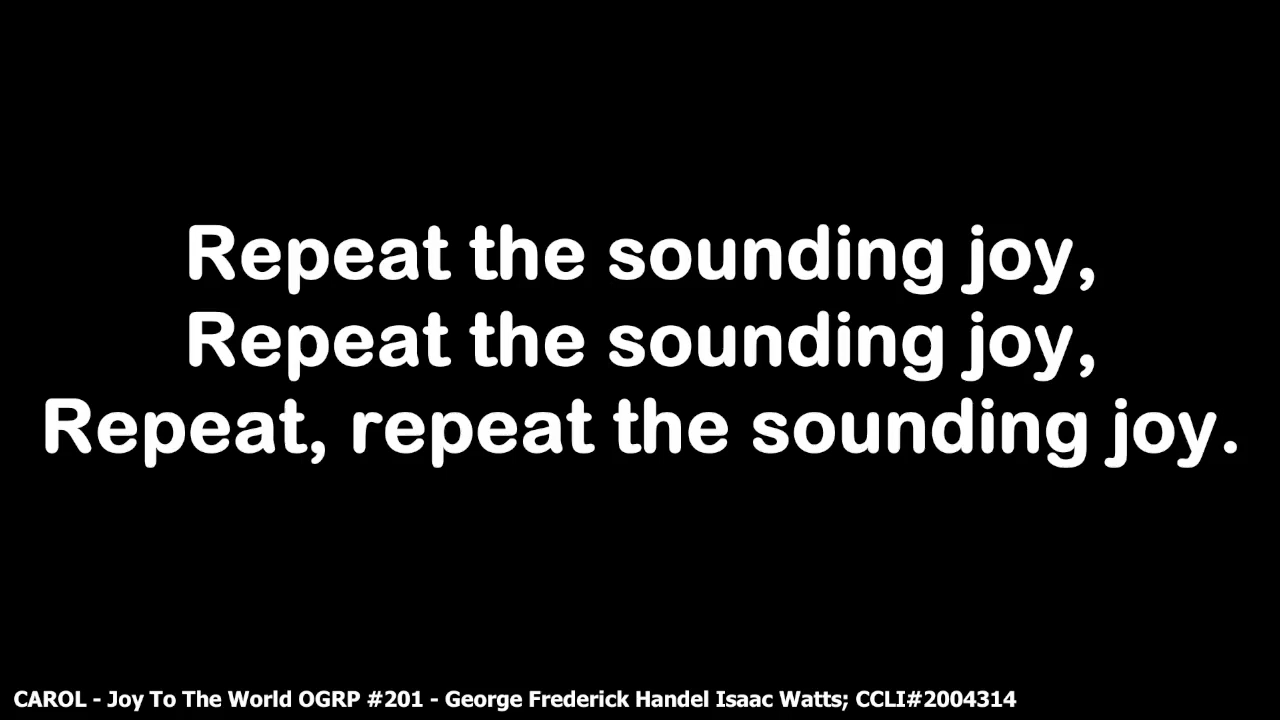 Repeat the sounding joy,
Repeat the sounding joy,
Repeat, repeat the sounding joy.
CAROL - Joy To The World OGRP #201 - George Frederick Handel Isaac Watts; CCLI#2004314